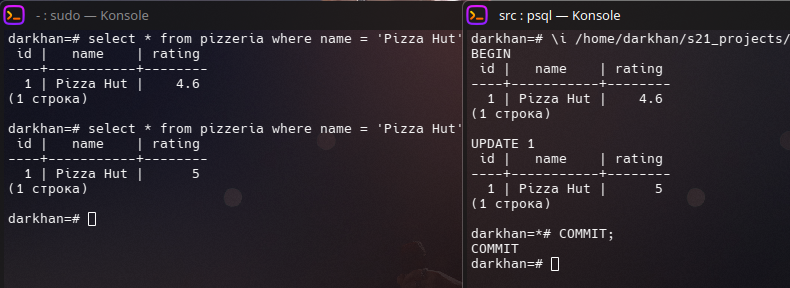 - : sudo — Konsole
darkhan=# select * from pizzeria where name = 'Pizza Hut'
 id |   name    | rating
----+-----------+--------
  1 | Pizza Hut |    4.6
(1 строка)
darkhan=# select * from pizzeria where name = 'Pizza Hut'
 id |   name    | rating
----+-----------+--------
  1 | Pizza Hut |      5
(1 строка)
darkhan=#
src : psql — Konsole
darkhan=# \i /home/darkhan/s21_projects/
BEGIN
 id |   name    | rating
----+-----------+--------
  1 | Pizza Hut |    4.6
(1 строка)
UPDATE 1
 id |   name    | rating
----+-----------+--------
  1 | Pizza Hut |      5
(1 строка)
darkhan=*# COMMIT;
COMMIT
darkhan=#